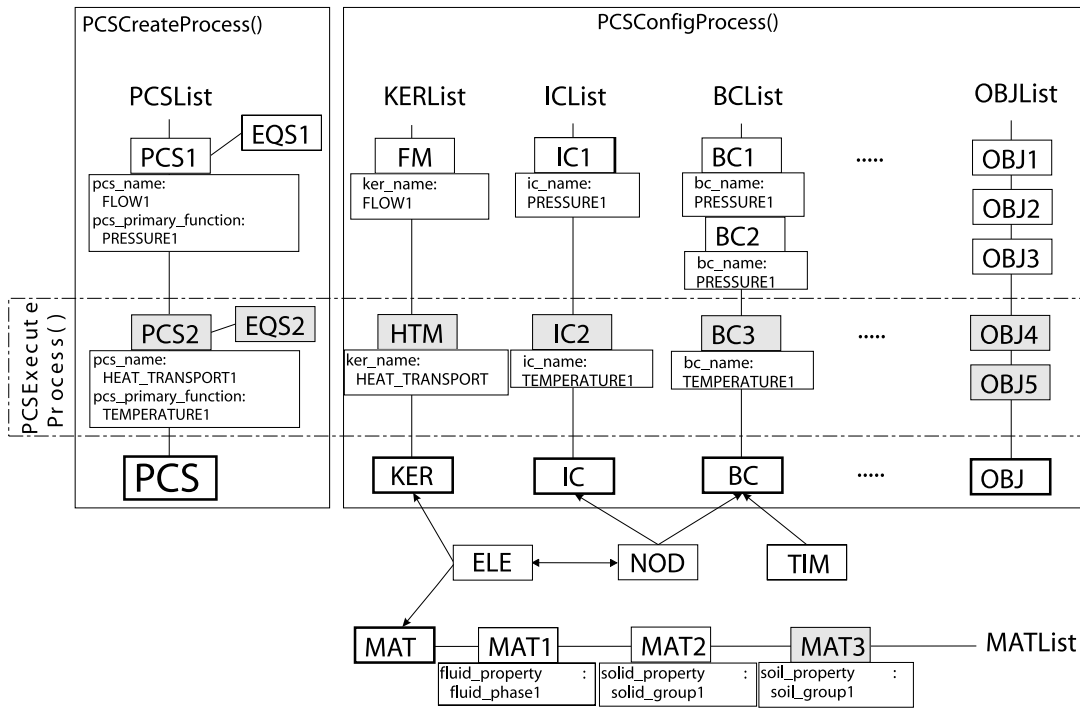 PCSCreateProcess()
PCSConfigProcess()
PCSList
KERList
ICList
BCList
OBJList
PCS1
EQS1
FM
IC1
BC1
.....
OBJ1
pcs_name:
FLOW1
pcs_primary_function:
PRESSURE1
ker_name:
FLOW1
ic_name:
PRESSURE1
bc_name:
PRESSURE1
OBJ2
BC2
bc_name:
PRESSURE1
OBJ3
PCSExecute
Process()
PCS2
EQS2
HTM
IC2
BC3
.....
OBJ4
pcs_name:
HEAT_TRANSPORT1
pcs_primary_function:
TEMPERATURE1
ker_name:
HEAT_TRANSPORT
ic_name:
TEMPERATURE1
bc_name:
TEMPERATURE1
OBJ5
PCS
KER
IC
BC
.....
OBJ
ELE
NOD
TIM
MAT
MAT1
MAT2
MAT3
MATList
fluid_property :
fluid_phase1
solid_property :
solid_group1
soil_property :
soil_group1